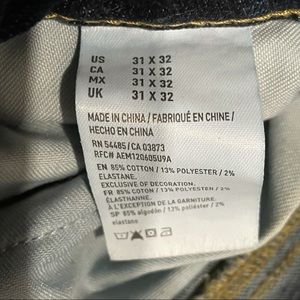 US 31 X 32
CA 31 X 32
MX 31 X 32
UK 31 X 32
MADE IN CHINA / FABRIQUÉ EN CHINE /
HECHO EN CHINA
RN 54485 / CA 03873
RFC# AEM120605U9A
EN 85% COTTON / 13% POLYESTER / 2%
ELASTANE.
EXCLUSIVE OF DECORATION.
FR 85% COTON / 13% POLYESTER / 2%
ÉLASTHANNE.
À L'EXCLUSION DE LA GARNITURE.
SP 85% algodón / 13% poliéster / 2%